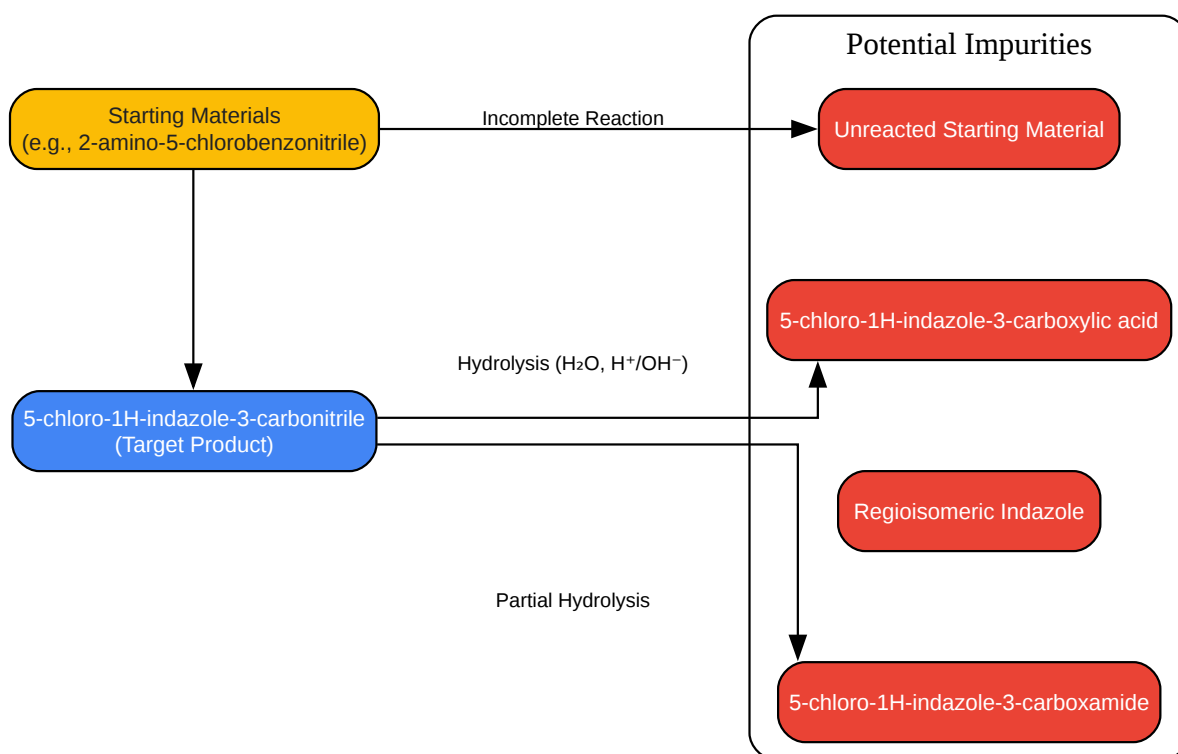 Potential Impurities
Starting Materials
(e.g., 2-amino-5-chlorobenzonitrile)
Incomplete Reaction
Unreacted Starting Material
5-chloro-1H-indazole-3-carboxylic acid
Hydrolysis (H₂O, H⁺/OH⁻)
5-chloro-1H-indazole-3-carbonitrile
(Target Product)
Regioisomeric Indazole
Partial Hydrolysis
5-chloro-1H-indazole-3-carboxamide